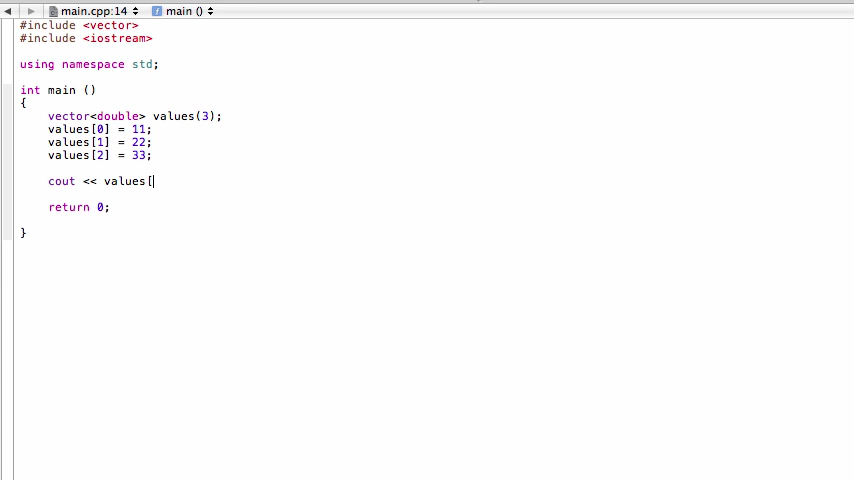 main.cpp:14 main ()
#include <vector>
#include <iostream>
using namespace std;
int main ()
{
vector<double> values(3);
values[0] = 11;
values[1] = 22;
values[2] = 33;
cout << values[
return 0;
}